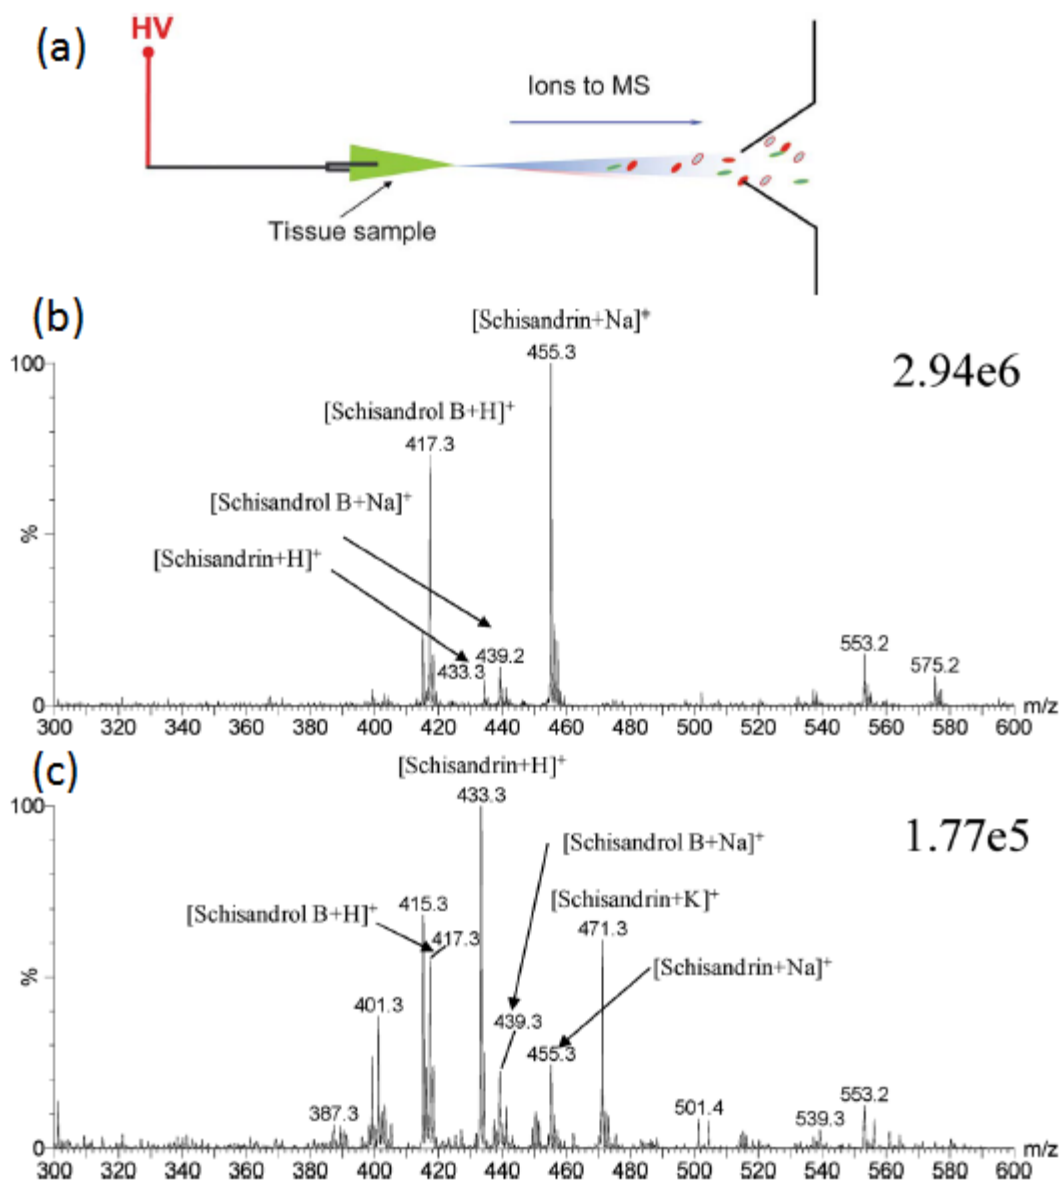 (a)
HV
Ions to MS
Tissue sample
(b)
[Schisandrin+Na]⁺
455.3
2.94e6
100
[Schisandrol B+H]⁺
417.3
[Schisandrol B+Na]⁺
%
[Schisandrin+H]⁺
433.3
439.2
553.2
575.2
0
300 320 340 360 380 400 420 440 460 480 500 520 540 560 580 600 m/z
(c)
[Schisandrin+H]⁺
433.3
100
1.77e5
[Schisandrol B+Na]⁺
[Schisandrin+K]⁺
[Schisandrol B+H]⁺
415.3
417.3
471.3
[Schisandrin+Na]⁺
%
401.3
439.3
455.3
387.3
501.4
539.3
553.2
0
300 320 340 360 380 400 420 440 460 480 500 520 540 560 580 600 m/z